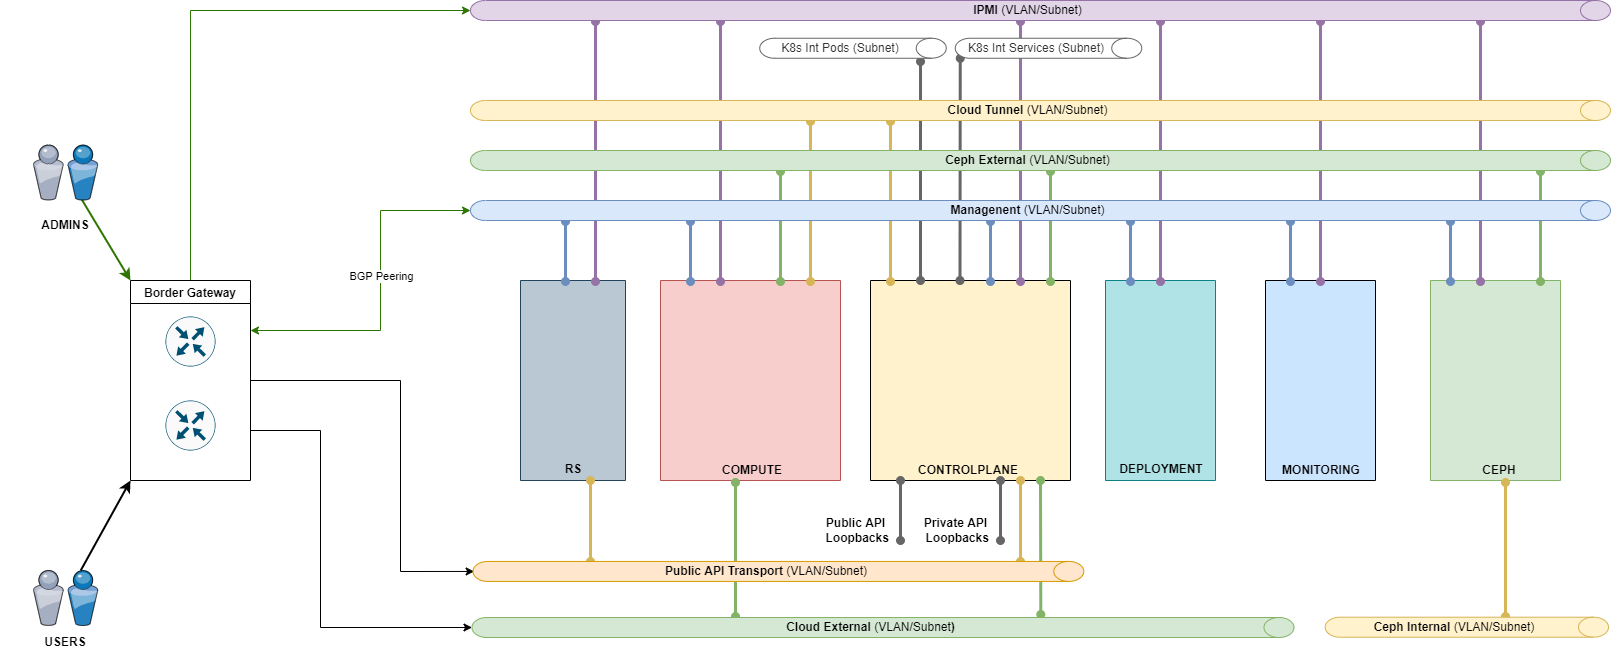 IPMI (VLAN/Subnet)
K8s Int Pods (Subnet)
K8s Int Services (Subnet)
Cloud Tunnel (VLAN/Subnet)
Ceph External (VLAN/Subnet)
Managenent (VLAN/Subnet)
ADMINS
BGP Peering
Border Gateway
RS
COMPUTE
CONTROLPLANE
DEPLOYMENT
MONITORING
CEPH
Public API
Loopbacks
Private API
Loopbacks
Public API Transport (VLAN/Subnet)
Cloud External (VLAN/Subnet)
Ceph Internal (VLAN/Subnet)
USERS